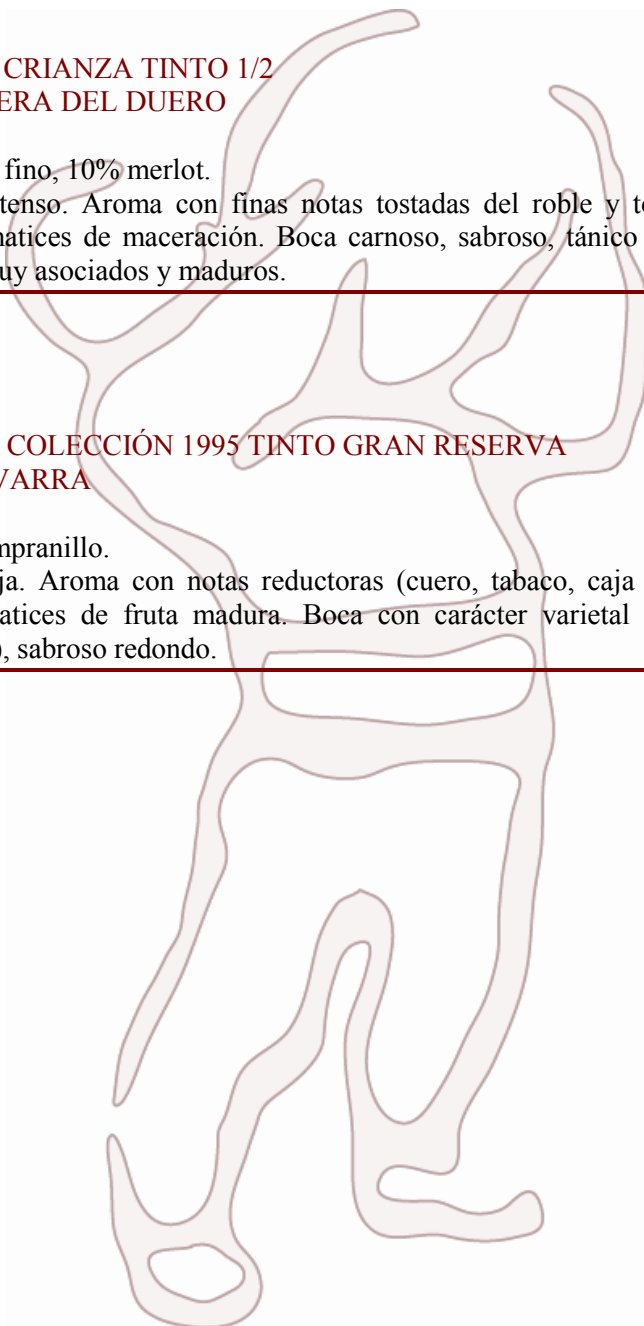 CRIANZA TINTO 1/2
ERA DEL DUERO
fino, 10% merlot.
tenso. Aroma con finas notas tostadas del roble y
matices de maceración. Boca carnoso, sabroso, tánico
uy asociados y maduros.
COLECCIÓN 1995 TINTO GRAN RESERVA
VARRA
mpranillo.
ja. Aroma con notas reductoras (cuero, tabaco, caja
atices de fruta madura. Boca con carácter varietal
), sabroso redondo.